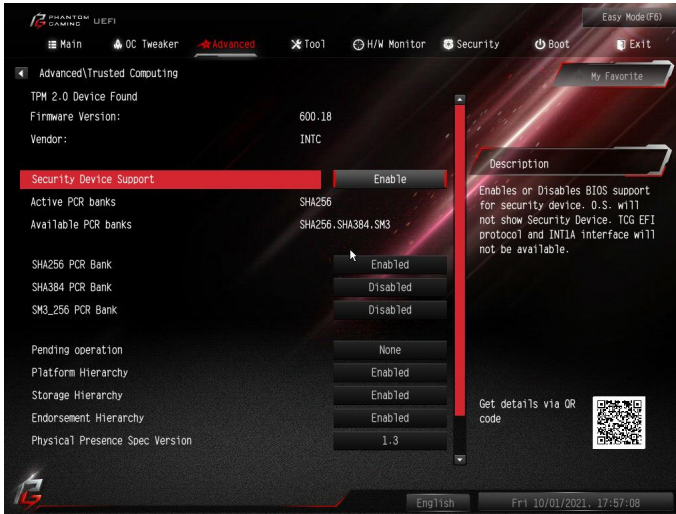 PHANTOM
GAMING UEFI
Easy Mode(F6)
Main OC Tweaker Advanced Tool H/W Monitor Security Boot Exit
Advanced\Trusted Computing
My Favorite
TPM 2.0 Device Found
Firmware Version: 600.18
Vendor: INTC
Description
Security Device Support Enable
Enables or Disables BIOS support
for security device. O.S. will
not show Security Device. TCG EFI
protocol and INT1A interface will
not be available.
Active PCR banks SHA256
Available PCR banks SHA256.SHA384.SM3
SHA256 PCR Bank Enabled
SHA384 PCR Bank Disabled
SM3_256 PCR Bank Disabled
Pending operation None
Platform Hierarchy Enabled
Storage Hierarchy Enabled
Endorsement Hierarchy Enabled
Physical Presence Spec Version 1.3
Get details via QR
code
English
Fri 10/01/2021. 17:57:08